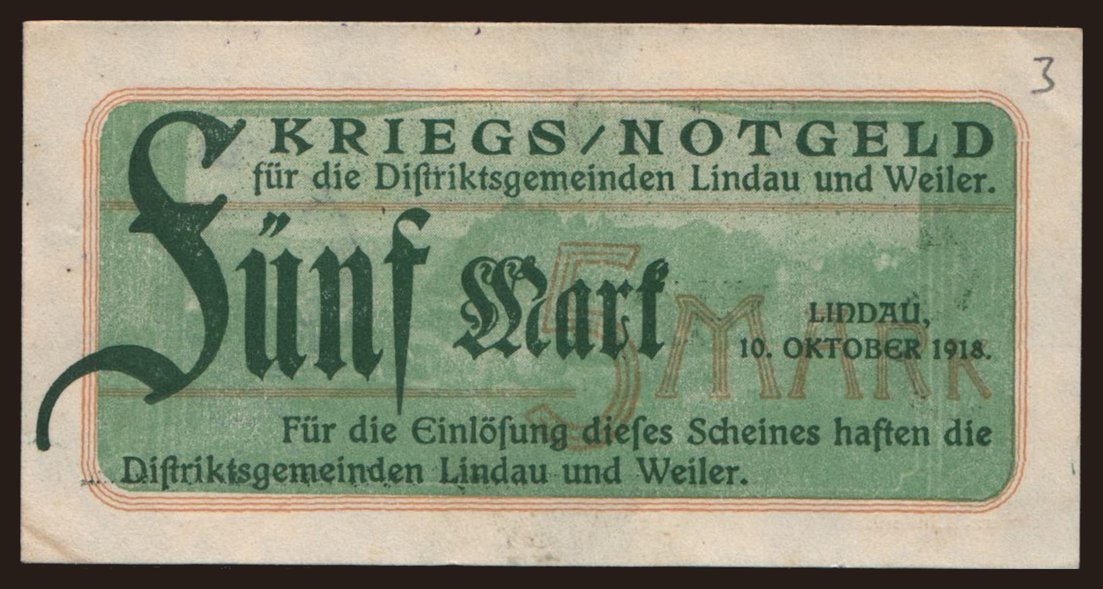 3
KRIEGS/NOTGELD
für die Diſtriktsgemeinden Lindau und Weiler.
Fünf Mark
5 MARK
LINDAU,
10. OKTOBER 1918.
Für die Einlöſung dieſes Scheines haften die
Diſtriktsgemeinden Lindau und Weiler.